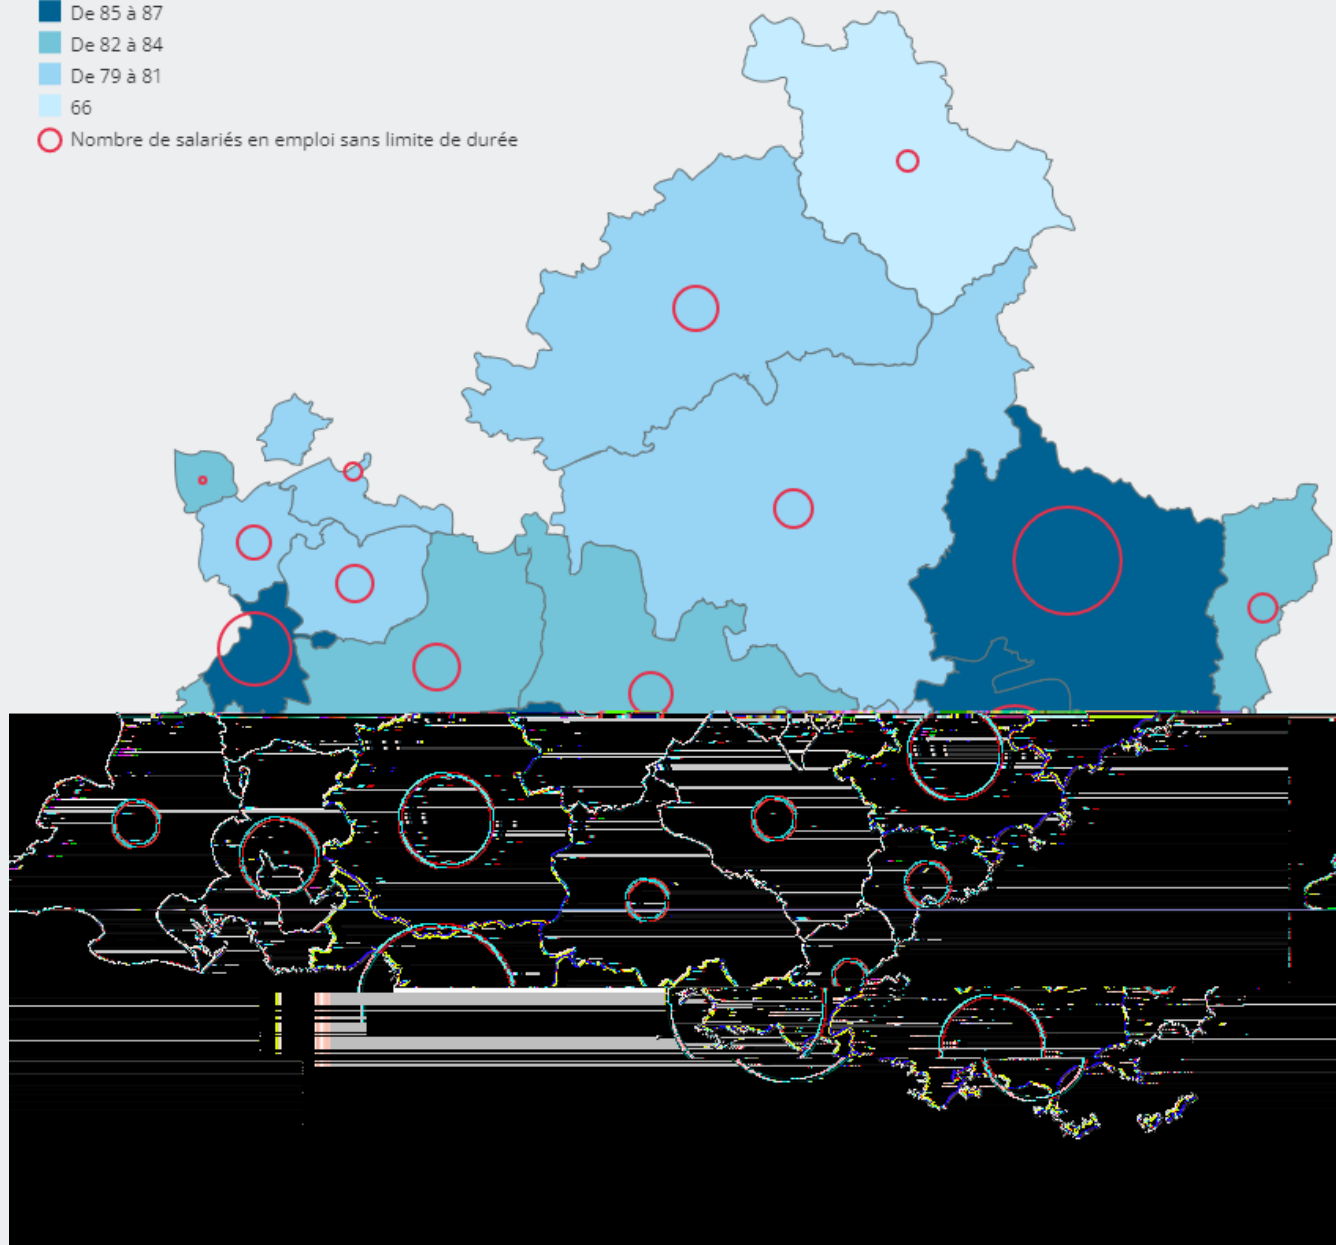 De 85 à 87
De 82 à 84
De 79 à 81
66
Nombre de salariés en emploi sans limite de durée